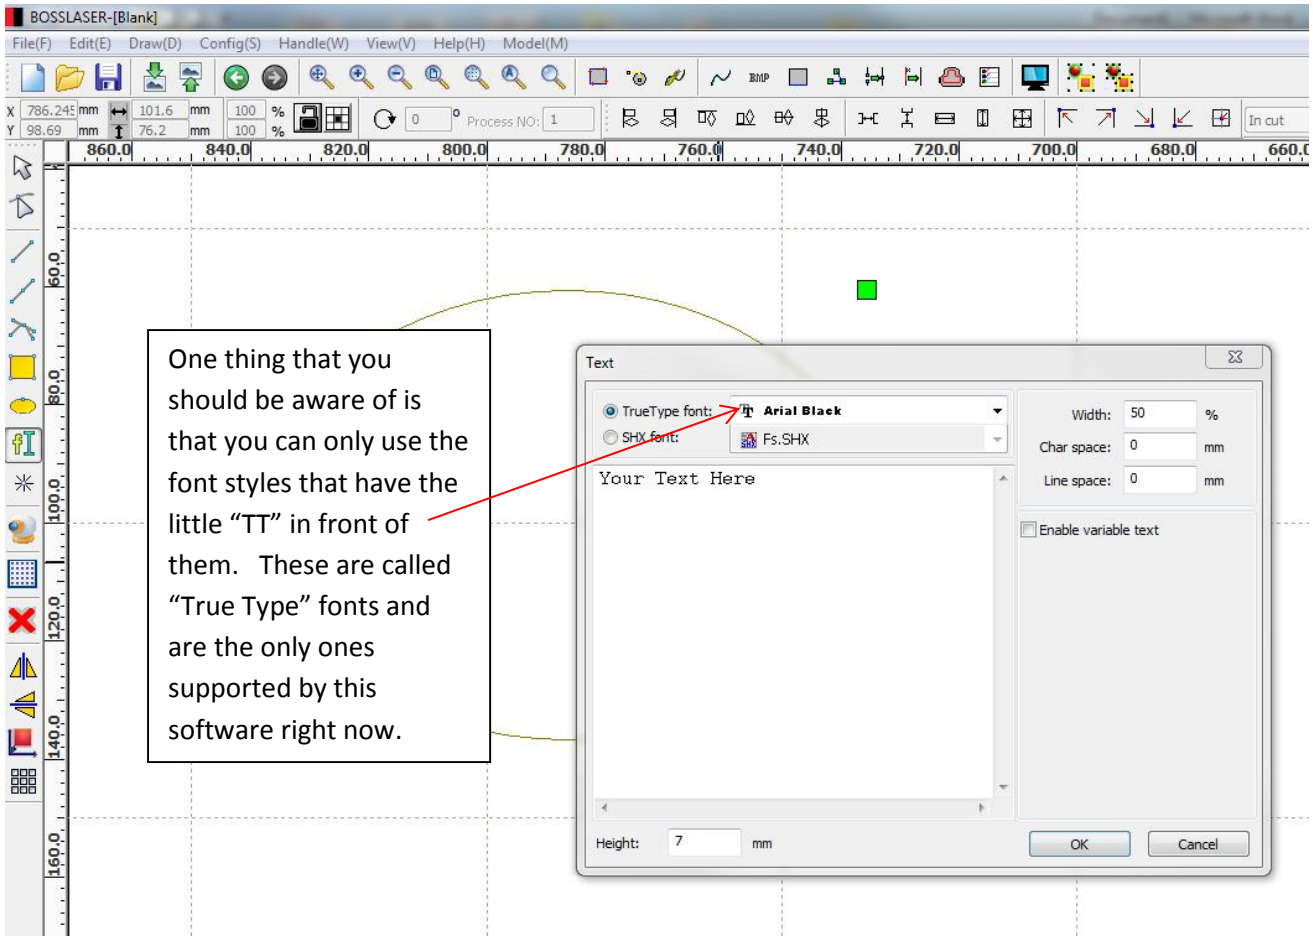 BOSSLASER-[Blank]
File(F) Edit(E) Draw(D) Config(S) Handle(W) View(V) Help(H) Model(M)
BMP
X 786.245 mm 101.6 mm 100 %
Y 98.69 mm 76.2 mm 100 %
0 ° Process NO: 1
In cut
860.0 840.0 820.0 800.0 780.0 760.0 740.0 720.0 700.0 680.0 660.0
60.0
80.0
100.0
120.0
140.0
160.0
One thing that you
should be aware of is
that you can only use the
font styles that have the
little “TT” in front of
them. These are called
“True Type” fonts and
are the only ones
supported by this
software right now.
Text
TrueType font: Arial Black
SHX font: SHX Fs.SHX
Your Text Here
Width: 50 %
Char space: 0 mm
Line space: 0 mm
Enable variable text
Height: 7 mm
OK Cancel